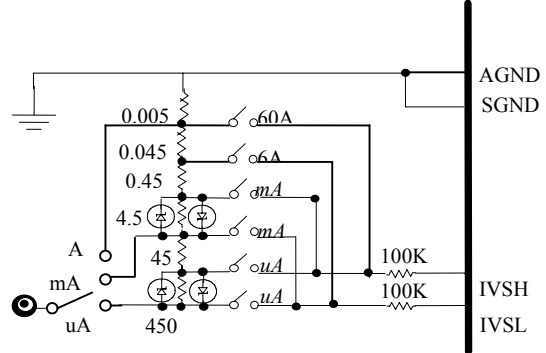 AGND
SGND
0.005
60A
0.045
6A
0.45
mA
4.5
mA
A
45
uA
100K
mA
IVSH
uA
100K
uA
450
IVSL